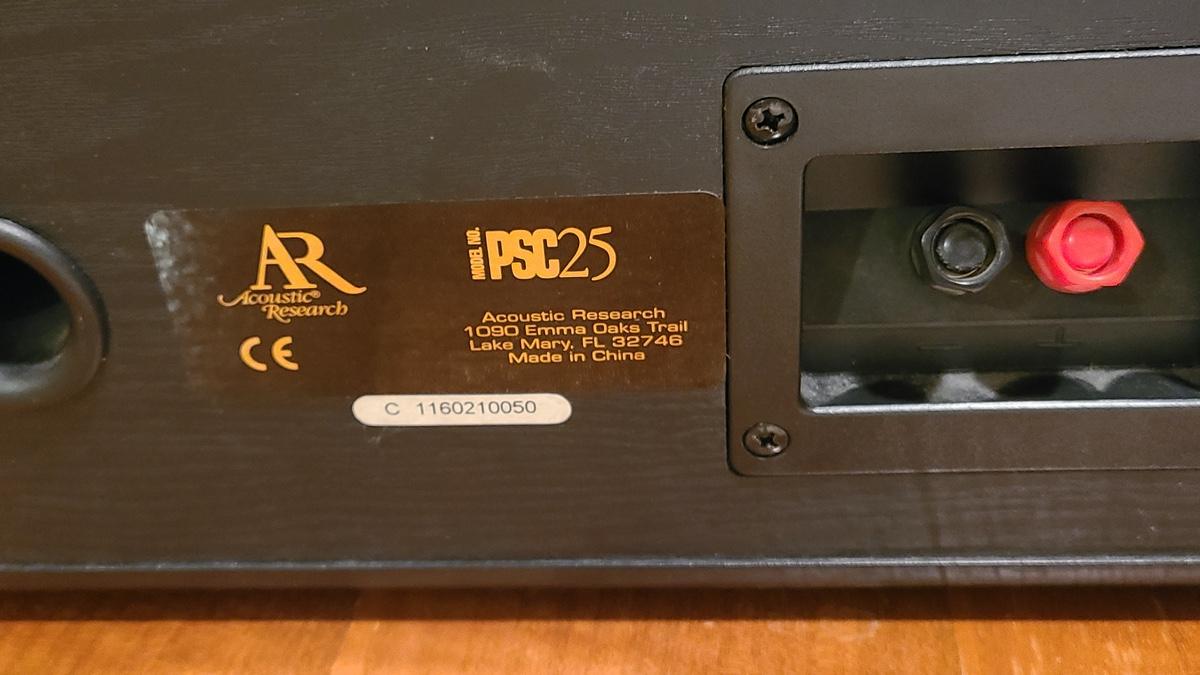 AR
Acoustic®
Research
CE
MODEL NO. PSC25
Acoustic Research
1090 Emma Oaks Trail
Lake Mary, FL 32746
Made in China
C 1160210050
- +